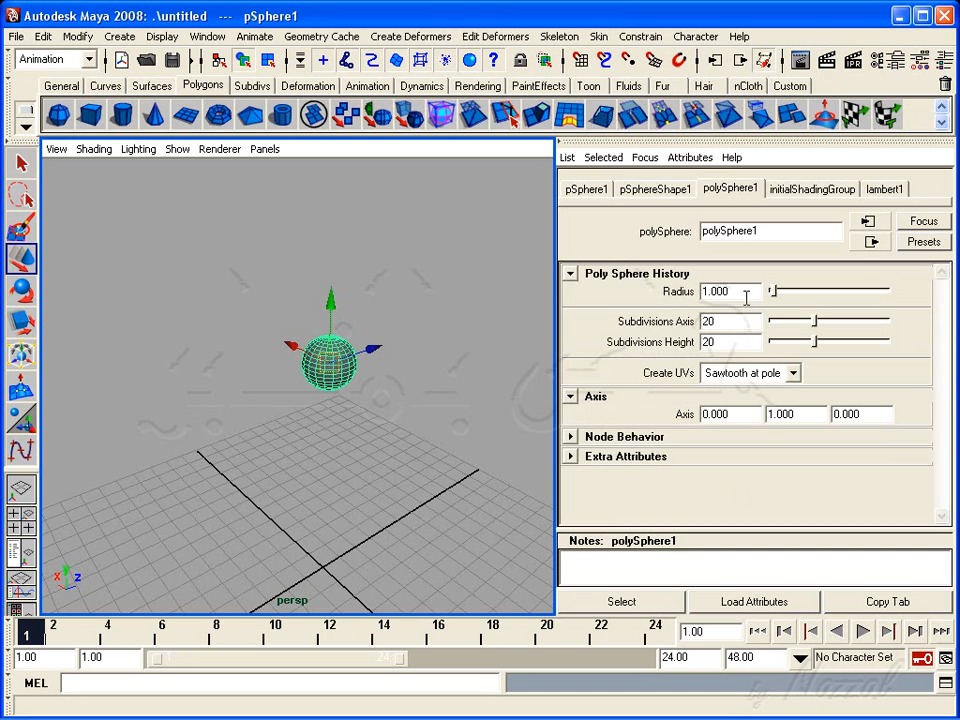 Autodesk Maya 2008: .\untitled --- pSphere1
File Edit Modify Create Display Window Animate Geometry Cache Create Deformers Edit Deformers Skeleton Skin Constrain Character Help
Animation
General Curves Surfaces Polygons Subdivs Deformation Animation Dynamics Rendering PaintEffects Toon Fluids Fur Hair nCloth Custom
View Shading Lighting Show Renderer Panels
List Selected Focus Attributes Help
pSphere1 pSphereShape1 polySphere1 initialShadingGroup lambert1
polySphere: polySphere1
Focus
Presets
Poly Sphere History
Radius 1.000
Subdivisions Axis 20
Subdivisions Height 20
Create UVs Sawtooth at pole
Axis
Axis 0.000 1.000 0.000
Node Behavior
Extra Attributes
Notes: polySphere1
Select Load Attributes Copy Tab
y
x z
persp
1 2 4 6 8 10 12 14 16 18 20 22 24
1.00
1.00 1.00 1 24 24.00 48.00 No Character Set
MEL